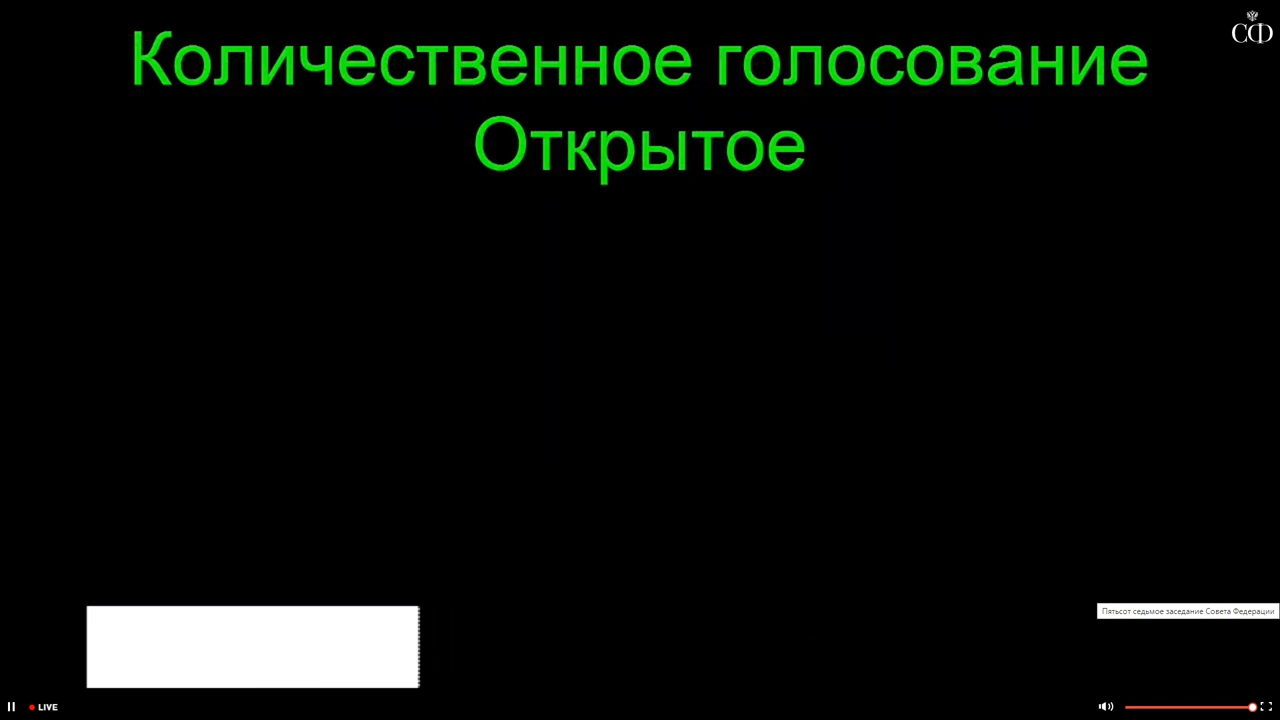 СФ
Количественное голосование
Открытое
Пятьсот седьмое заседание Совета Федерации
LIVE